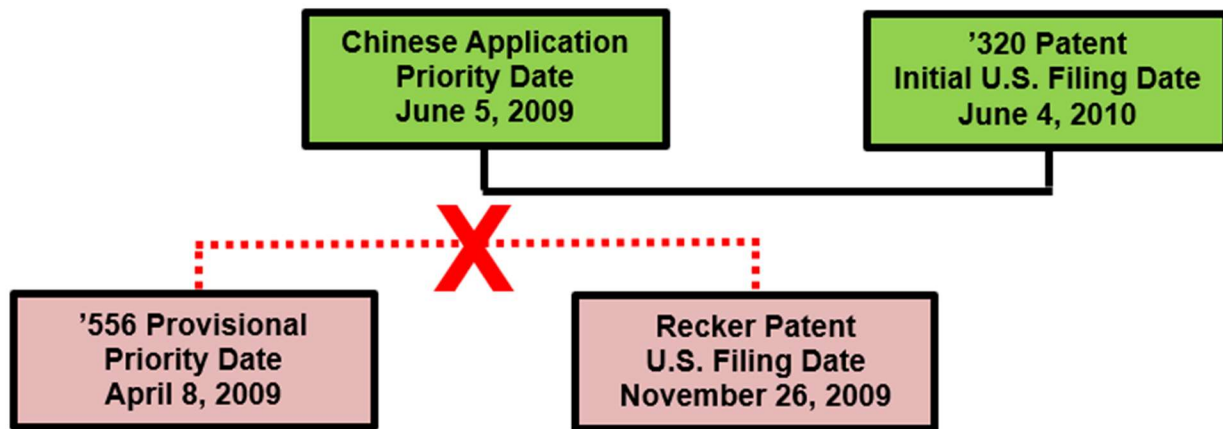 Chinese Application
Priority Date
June 5, 2009
’320 Patent
Initial U.S. Filing Date
June 4, 2010
X
’556 Provisional
Priority Date
April 8, 2009
Recker Patent
U.S. Filing Date
November 26, 2009